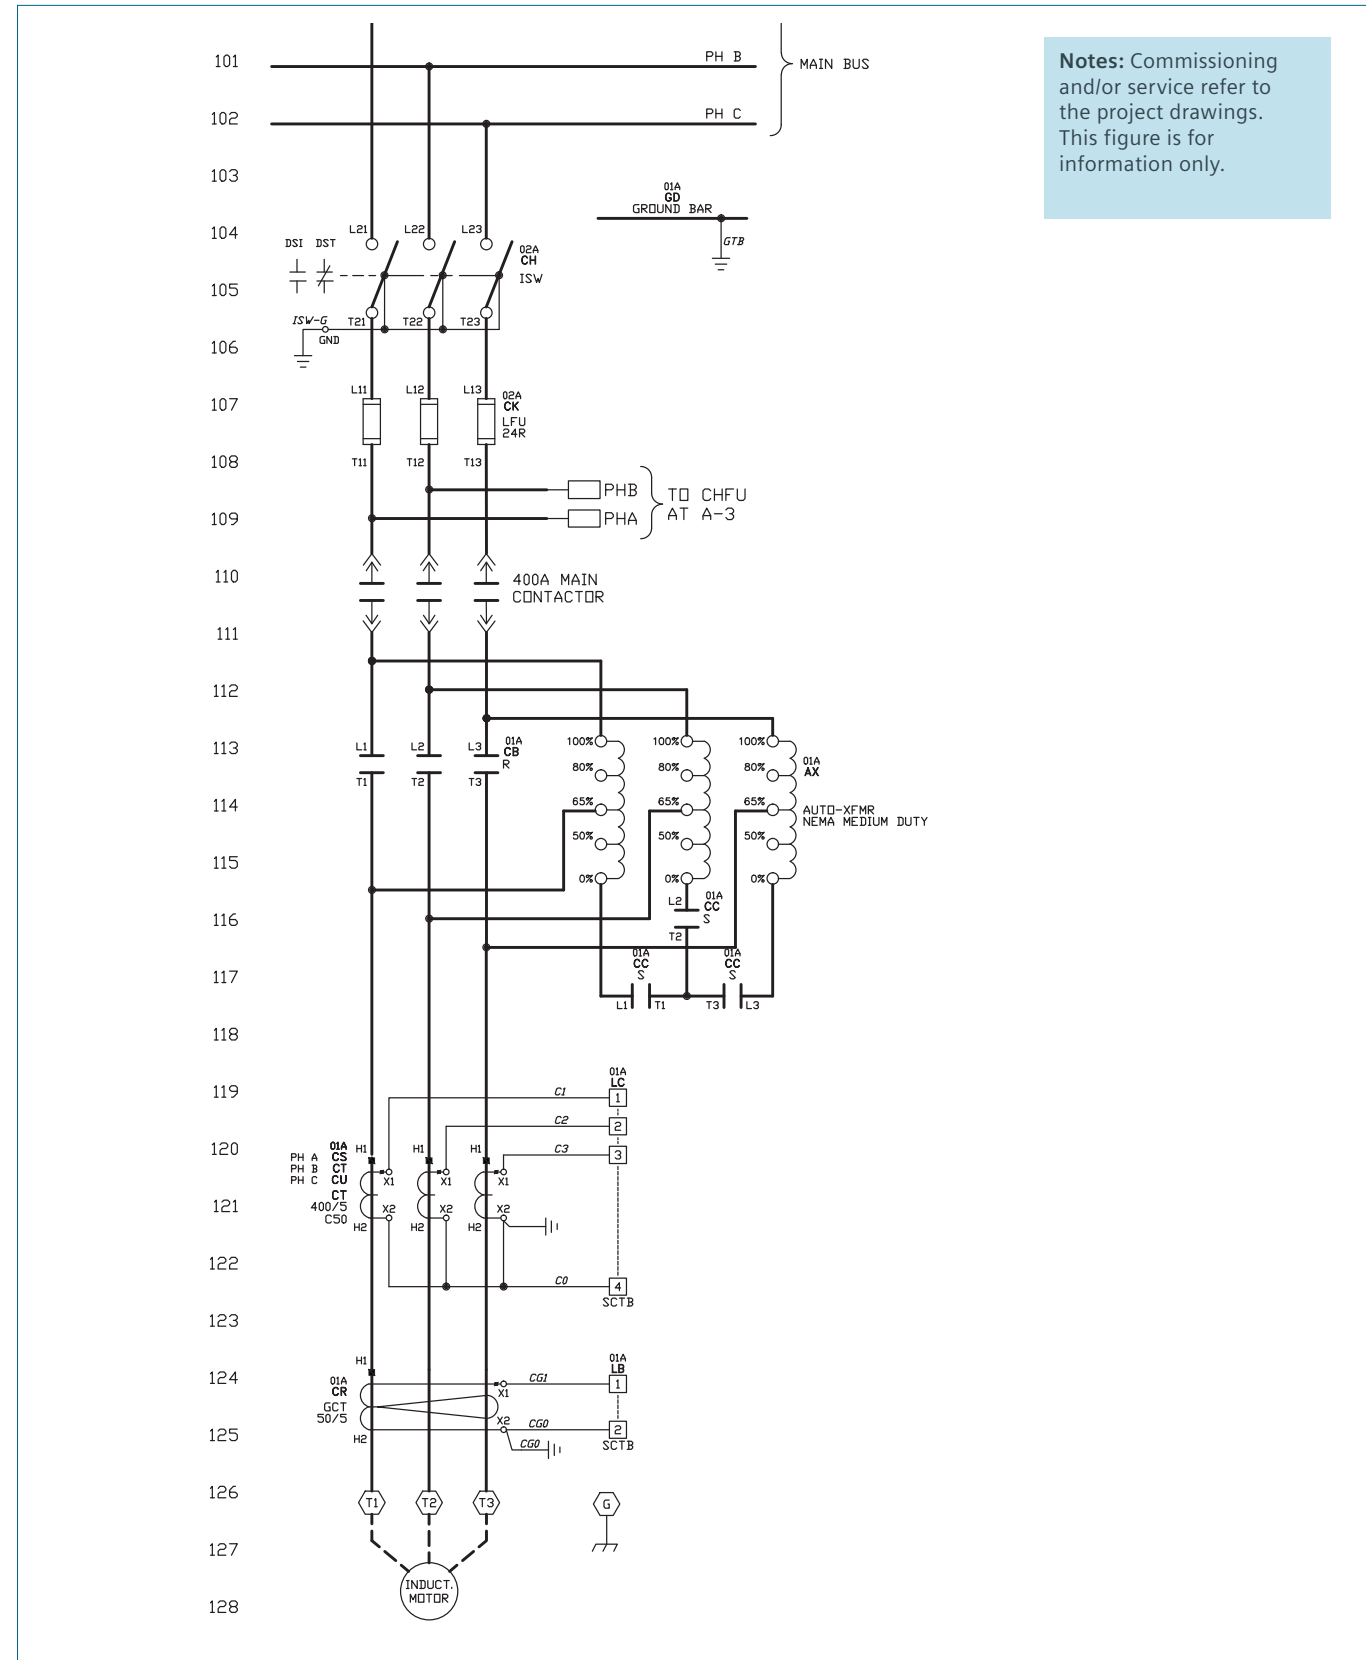 101
PH B
MAIN BUS
102
PH C
Notes: Commissioning
and/or service refer to
the project drawings.
This figure is for
information only.
103
01A
GD
GROUND BAR
104
L21
L22
L23
GTB
DSI DST
02A
CH
ISW
105
ISW-G
T21
T22
T23
GND
106
L11
L12
L13
107
02A
CK
LFU
24R
108
T11
T12
T13
PHB
TO CHFU
AT A-3
109
PHA
110
400A MAIN
CONTACTOR
111
112
113
L1
L2
L3
01A
CB
R
100%
100%
100%
80%
80%
80%
01A
AX
T1
T2
T3
114
65%
65%
65%
AUTO-XFMR
NEMA MEDIUM DUTY
50%
50%
50%
115
0%
0%
0%
116
L2
01A
CC
S
T2
117
01A
CC
S
01A
CC
S
L1
T1
T3
L3
118
119
C1
01A
LC
1
C2
2
120
PH A
PH B
PH C
01A
CS
CT
CU
H1
H1
H1
C3
3
X1
X1
X1
121
CT
400/5
C50
X2
X2
X2
H2
H2
H2
122
C0
4
SCTB
123
H1
124
01A
CR
GCT
50/5
CG1
01A
LB
1
X1
X2
CG0
2
SCTB
125
H2
CG0
126
T1
T2
T3
G
127
INDUCT.
MOTOR
128